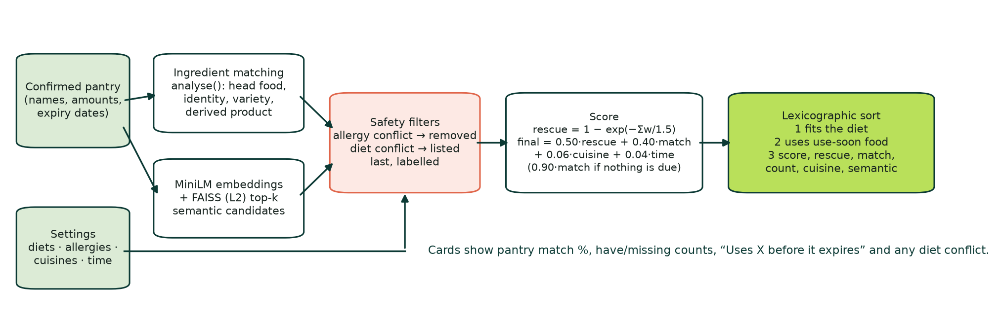 Confirmed pantry
(names, amounts,
expiry dates)
Ingredient matching
analyse(): head food,
identity, variety,
derived product
MiniLM embeddings
+ FAISS (L2) top-k
semantic candidates
Settings
diets · allergies ·
cuisines · time
Safety filters
allergy conflict → removed
diet conflict → listed
last, labelled
Score
rescue = 1 − exp(−Σw/1.5)
final = 0.50·rescue + 0.40·match
+ 0.06·cuisine + 0.04·time
(0.90·match if nothing is due)
Lexicographic sort
1 fits the diet
2 uses use-soon food
3 score, rescue, match,
count, cuisine, semantic
Cards show pantry match %, have/missing counts, “Uses X before it expires” and any diet conflict.